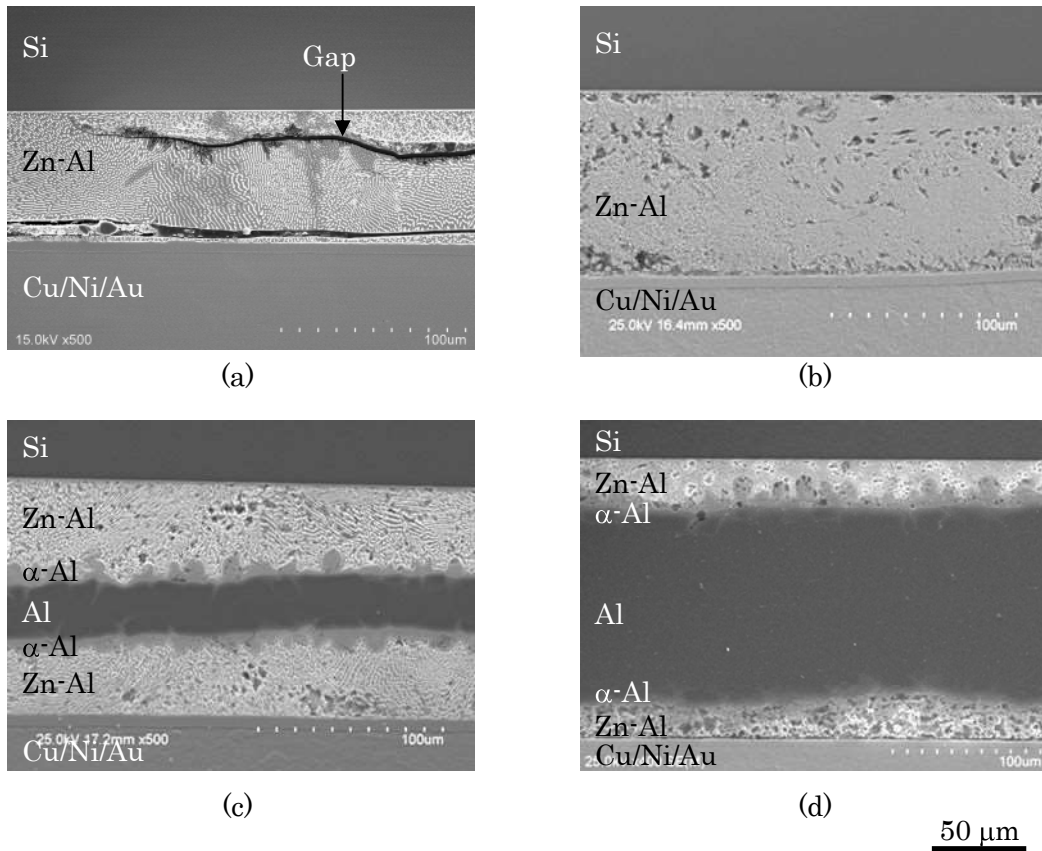 Si
Gap
Zn-Al
Cu/Ni/Au
15.0kV x500 100um
(a)
Si
Zn-Al
Cu/Ni/Au
25.0kV 16.4mm x500 100um
(b)
Si
Zn-Al
α-Al
Al
α-Al
Zn-Al
25.0kV 17.2mm x500 100um
Cu/Ni/Au
(c)
Si
Zn-Al
α-Al
Al
α-Al
Zn-Al
Cu/Ni/Au
100um
(d)
50 μm